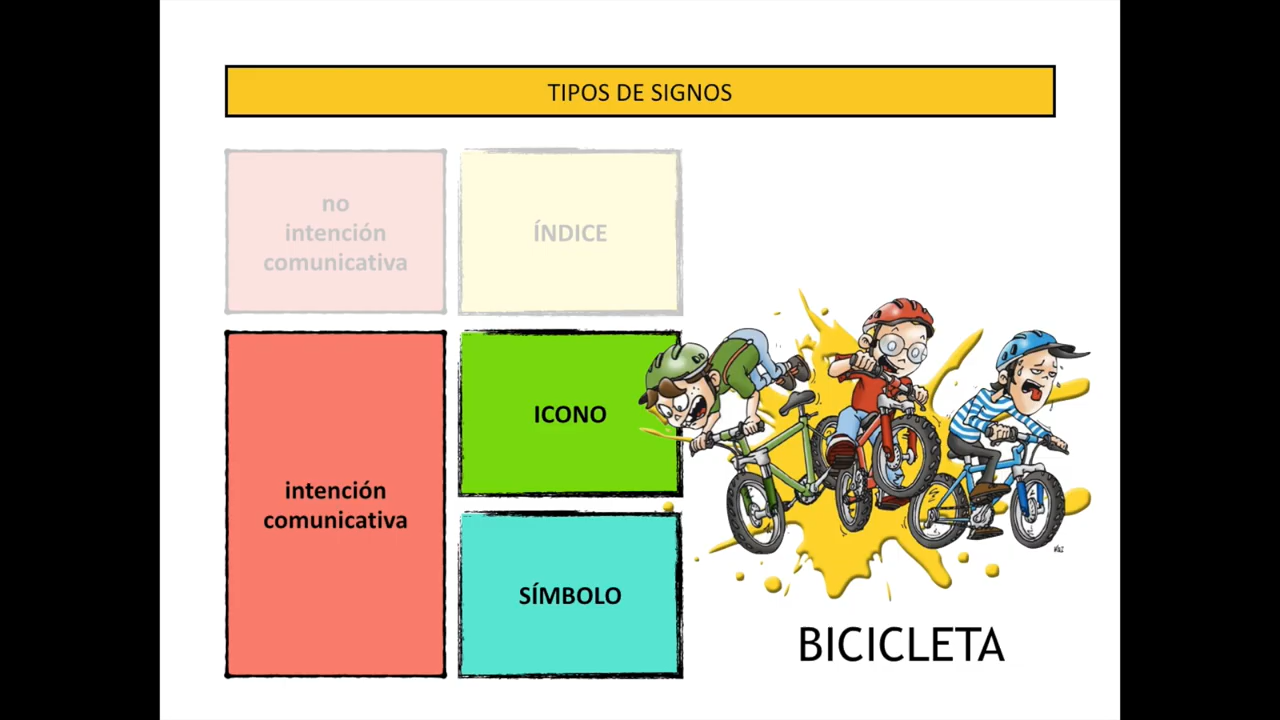 TIPOS DE SIGNOS
no
intención
comunicativa
ÍNDICE
intención
comunicativa
ICONO
SÍMBOLO
BICICLETA